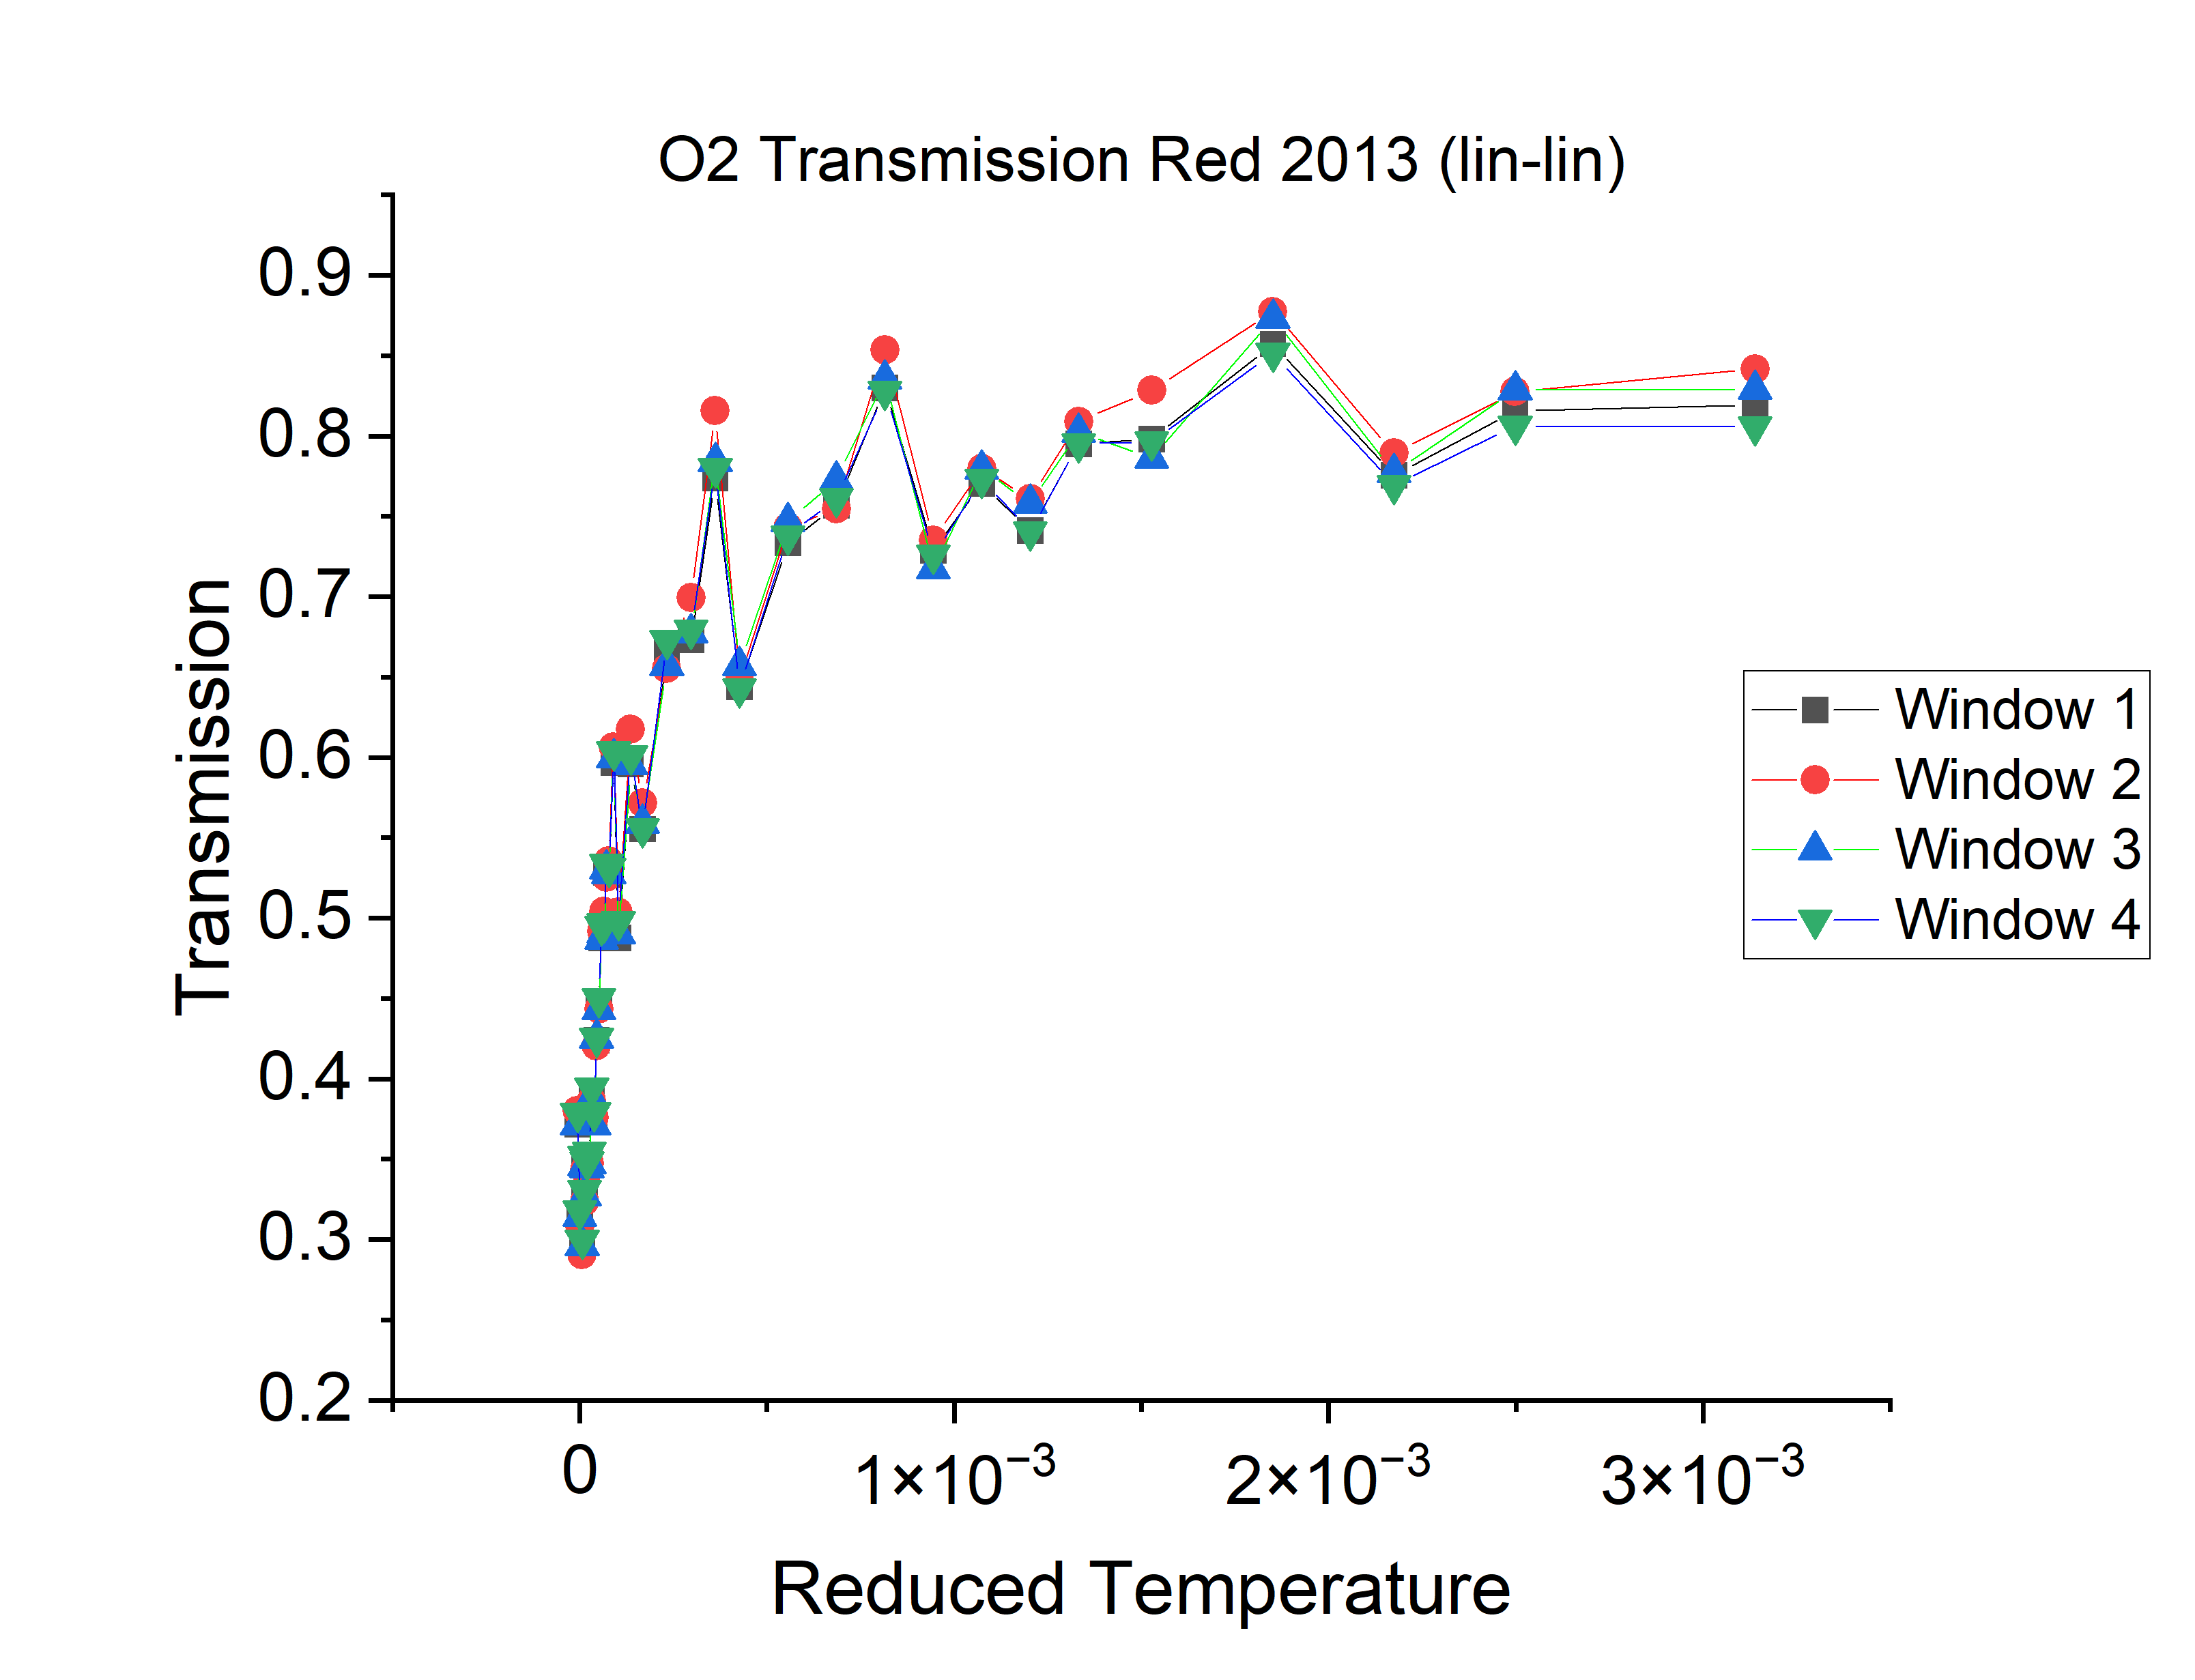 O2 Transmission Red 2013 (lin-lin)
Transmission
0.9
0.8
0.7
0.6
0.5
0.4
0.3
0.2
0
1×10⁻³
2×10⁻³
3×10⁻³
Reduced Temperature
Window 1
Window 2
Window 3
Window 4